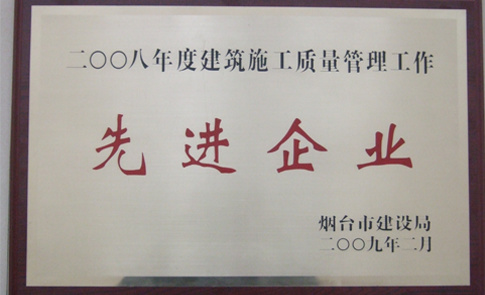 二〇〇八年度建筑施工质量管理工作
先进企业
烟台市建设局
二〇〇九年二月